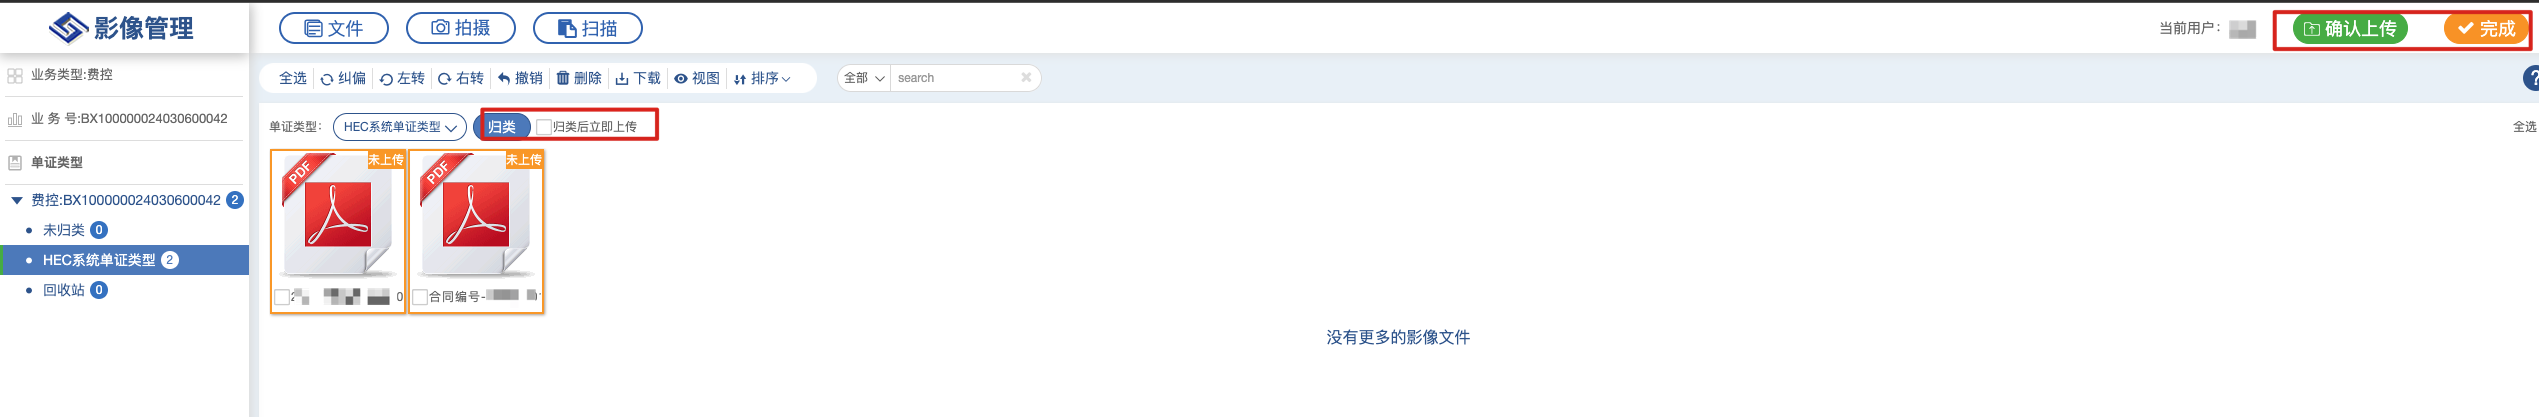 影像管理
文件
拍摄
扫描
当前用户：
确认上传
完成
业务类型:费控
业 务 号:BX100000024030600042
单证类型
费控:BX100000024030600042 2
未归类 0
HEC系统单证类型 2
回收站 0
全选 纠偏 左转 右转 撤销 删除 下载 视图 排序
全部 search
?
单证类型： HEC系统单证类型 归类 归类后立即上传
全选
PDF 未上传
PDF 未上传
合同编号-
没有更多的影像文件